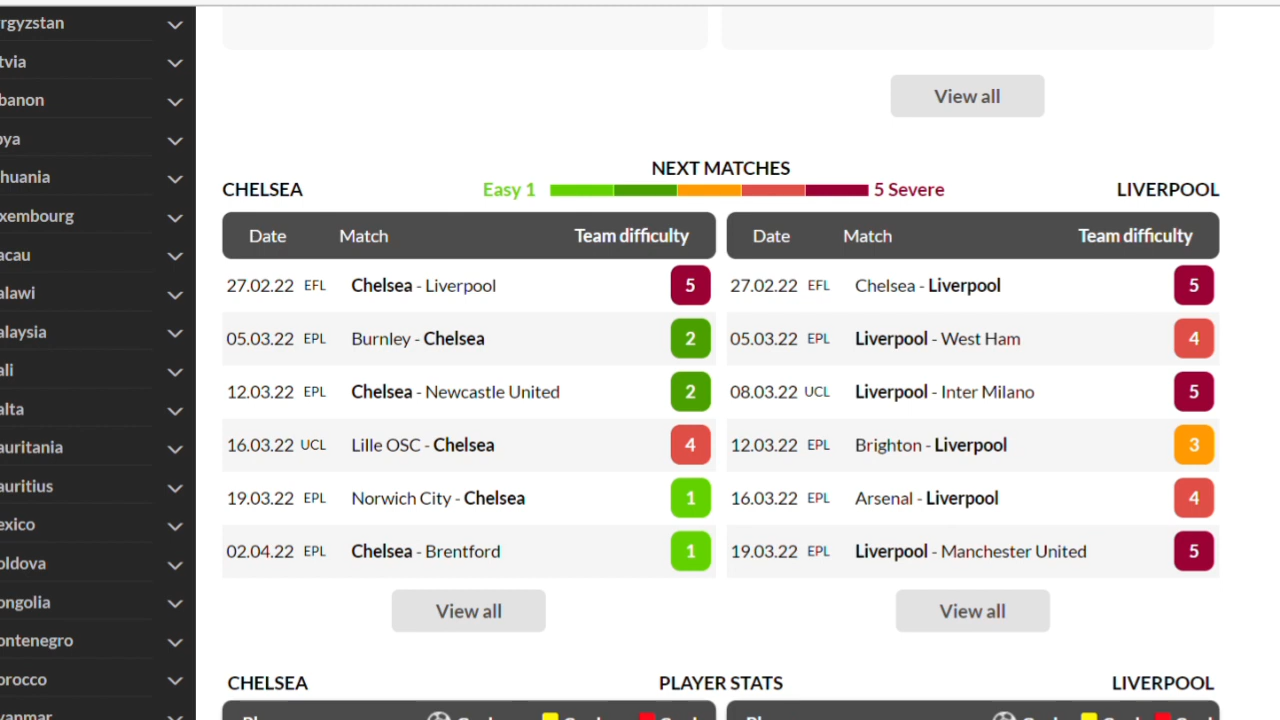 rgyzstan
tvia
banon
ya
huania
xembourg
acau
alawi
alaysia
ali
alta
auritania
auritius
exico
oldova
ongolia
ontenegro
orocco
yanmar
View all
NEXT MATCHES
CHELSEA Easy 1 5 Severe LIVERPOOL
Date Match Team difficulty
27.02.22 EFL Chelsea - Liverpool 5
05.03.22 EPL Burnley - Chelsea 2
12.03.22 EPL Chelsea - Newcastle United 2
16.03.22 UCL Lille OSC - Chelsea 4
19.03.22 EPL Norwich City - Chelsea 1
02.04.22 EPL Chelsea - Brentford 1
View all
Date Match Team difficulty
27.02.22 EFL Chelsea - Liverpool 5
05.03.22 EPL Liverpool - West Ham 4
08.03.22 UCL Liverpool - Inter Milano 5
12.03.22 EPL Brighton - Liverpool 3
16.03.22 EPL Arsenal - Liverpool 4
19.03.22 EPL Liverpool - Manchester United 5
View all
CHELSEA PLAYER STATS LIVERPOOL